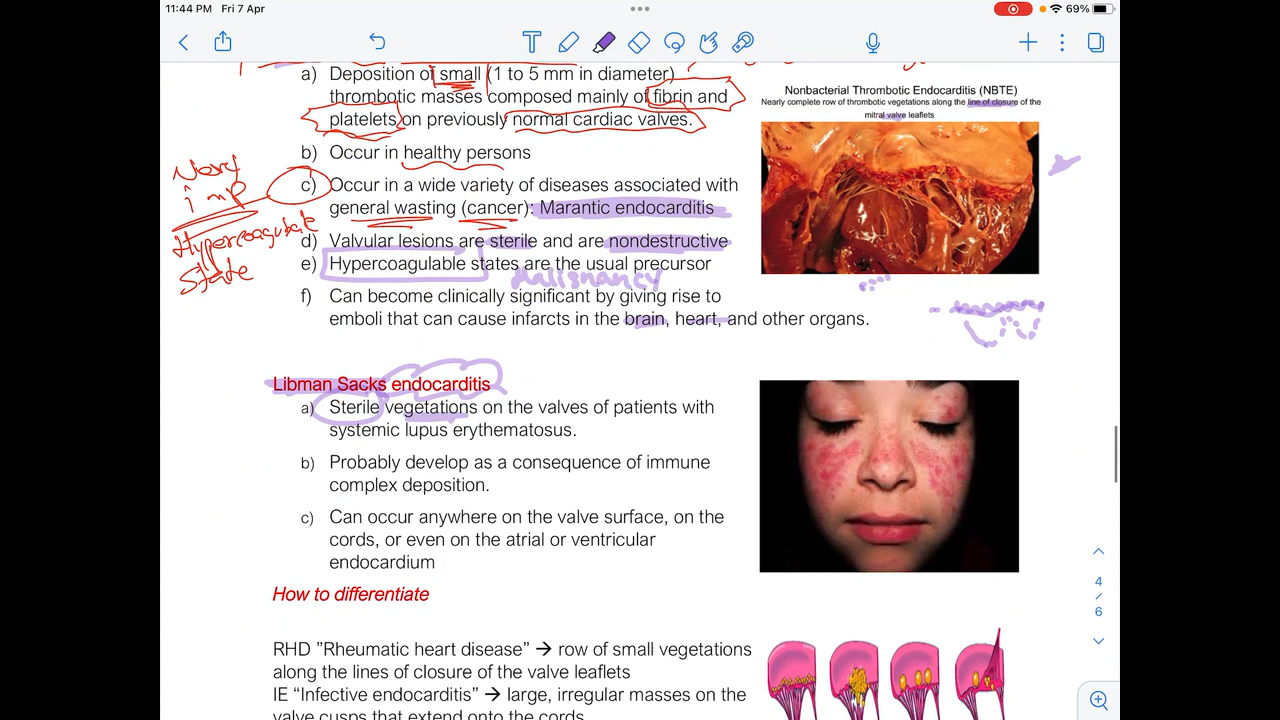 11:44 PM Fri 7 Apr
69%
a) Deposition of small (1 to 5 mm in diameter)
thrombotic masses composed mainly of fibrin and
platelets on previously normal cardiac valves.
b) Occur in healthy persons
c) Occur in a wide variety of diseases associated with
general wasting (cancer): Marantic endocarditis
d) Valvular lesions are sterile and are nondestructive
e) Hypercoagulable states are the usual precursor
Malisnancy
f) Can become clinically significant by giving rise to
emboli that can cause infarcts in the brain, heart, and other organs.
Very
imp
Hypercoagulate
State
Nonbacterial Thrombotic Endocarditis (NBTE)
Nearly complete row of thrombotic vegetations along the line of closure of the
mitral valve leaflets
Libman Sacks endocarditis
a) Sterile vegetations on the valves of patients with
systemic lupus erythematosus.
b) Probably develop as a consequence of immune
complex deposition.
c) Can occur anywhere on the valve surface, on the
cords, or even on the atrial or ventricular
endocardium
How to differentiate
RHD "Rheumatic heart disease" → row of small vegetations
along the lines of closure of the valve leaflets
IE "Infective endocarditis" → large, irregular masses on the
valve cusps that extend onto the cords
4
/
6